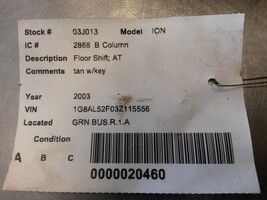 Stock # 03J013 Model ION
IC # 2868 B Column
Description Floor Shift; AT
Comments tan w/key
Year 2003
VIN 1G8AL52F03Z115556
Located GRN BUS.R.1.A
Condition
A B C
0000020460